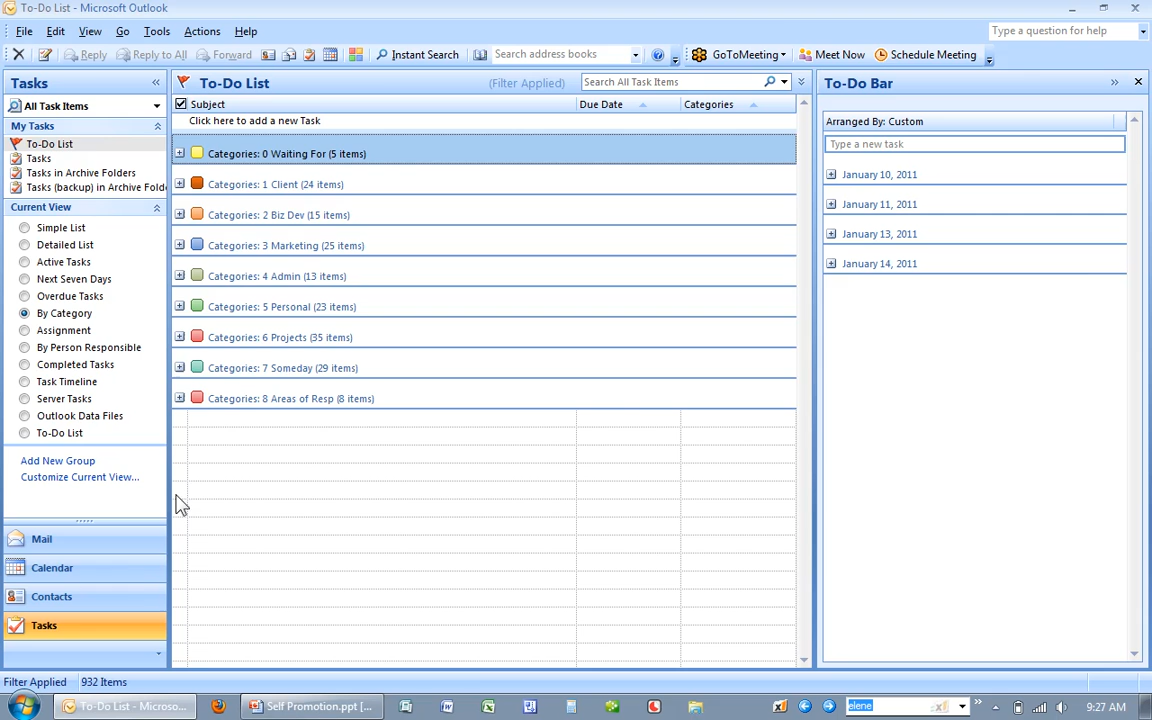 To-Do List - Microsoft Outlook
File Edit View Go Tools Actions Help
Type a question for help
Reply Reply to All Forward Instant Search Search address books GoToMeeting Meet Now Schedule Meeting
Tasks
All Task Items
My Tasks
To-Do List
Tasks
Tasks in Archive Folders
Tasks (backup) in Archive Folde
Current View
Simple List
Detailed List
Active Tasks
Next Seven Days
Overdue Tasks
By Category
Assignment
By Person Responsible
Completed Tasks
Task Timeline
Server Tasks
Outlook Data Files
To-Do List
Add New Group
Customize Current View...
Mail
Calendar
Contacts
Tasks
To-Do List (Filter Applied) Search All Task Items
Subject Due Date Categories
Click here to add a new Task
Categories: 0 Waiting For (5 items)
Categories: 1 Client (24 items)
Categories: 2 Biz Dev (15 items)
Categories: 3 Marketing (25 items)
Categories: 4 Admin (13 items)
Categories: 5 Personal (23 items)
Categories: 6 Projects (35 items)
Categories: 7 Someday (29 items)
Categories: 8 Areas of Resp (8 items)
To-Do Bar
Arranged By: Custom
Type a new task
January 10, 2011
January 11, 2011
January 13, 2011
January 14, 2011
Filter Applied 932 Items
To-Do List - Microso... Self Promotion.ppt [... elene 9:27 AM